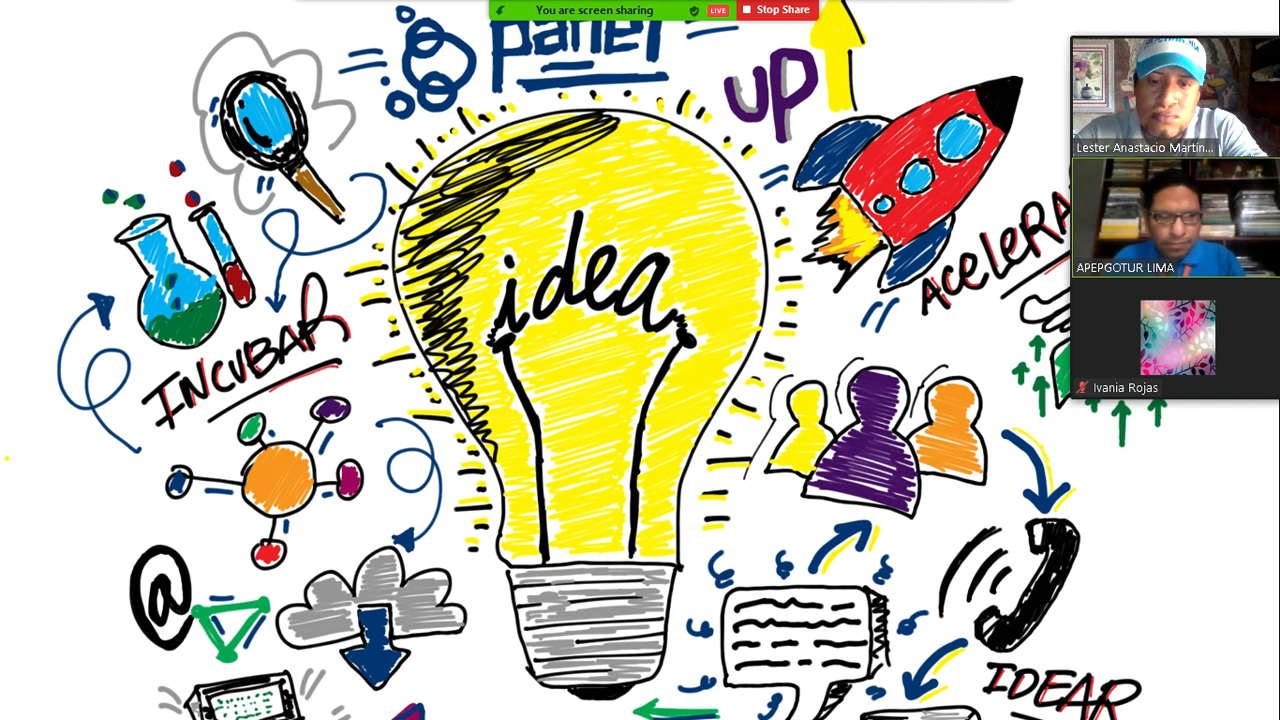 You are screen sharing
LIVE
Stop Share
panel
UP
Lester Anastacio Martín...
idea
ACELERA
APEPGOTUR LIMA
INCUBAR
Ivania Rojas
@
IDEAR